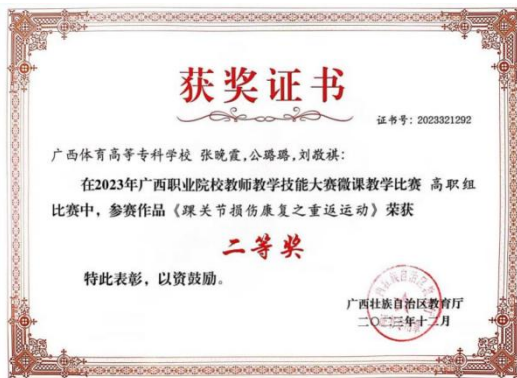 获奖证书
证书号：2023321292
广西体育高等专科学校 张晚霞,公璐璐,刘敬祺：
在2023年广西职业院校教师教学技能大赛微课教学比赛 高职组
比赛中，参赛作品《踝关节损伤康复之重返运动》荣获
二等奖
特此表彰，以资鼓励。
广西壮族自治区教育厅
二〇二三年十二月